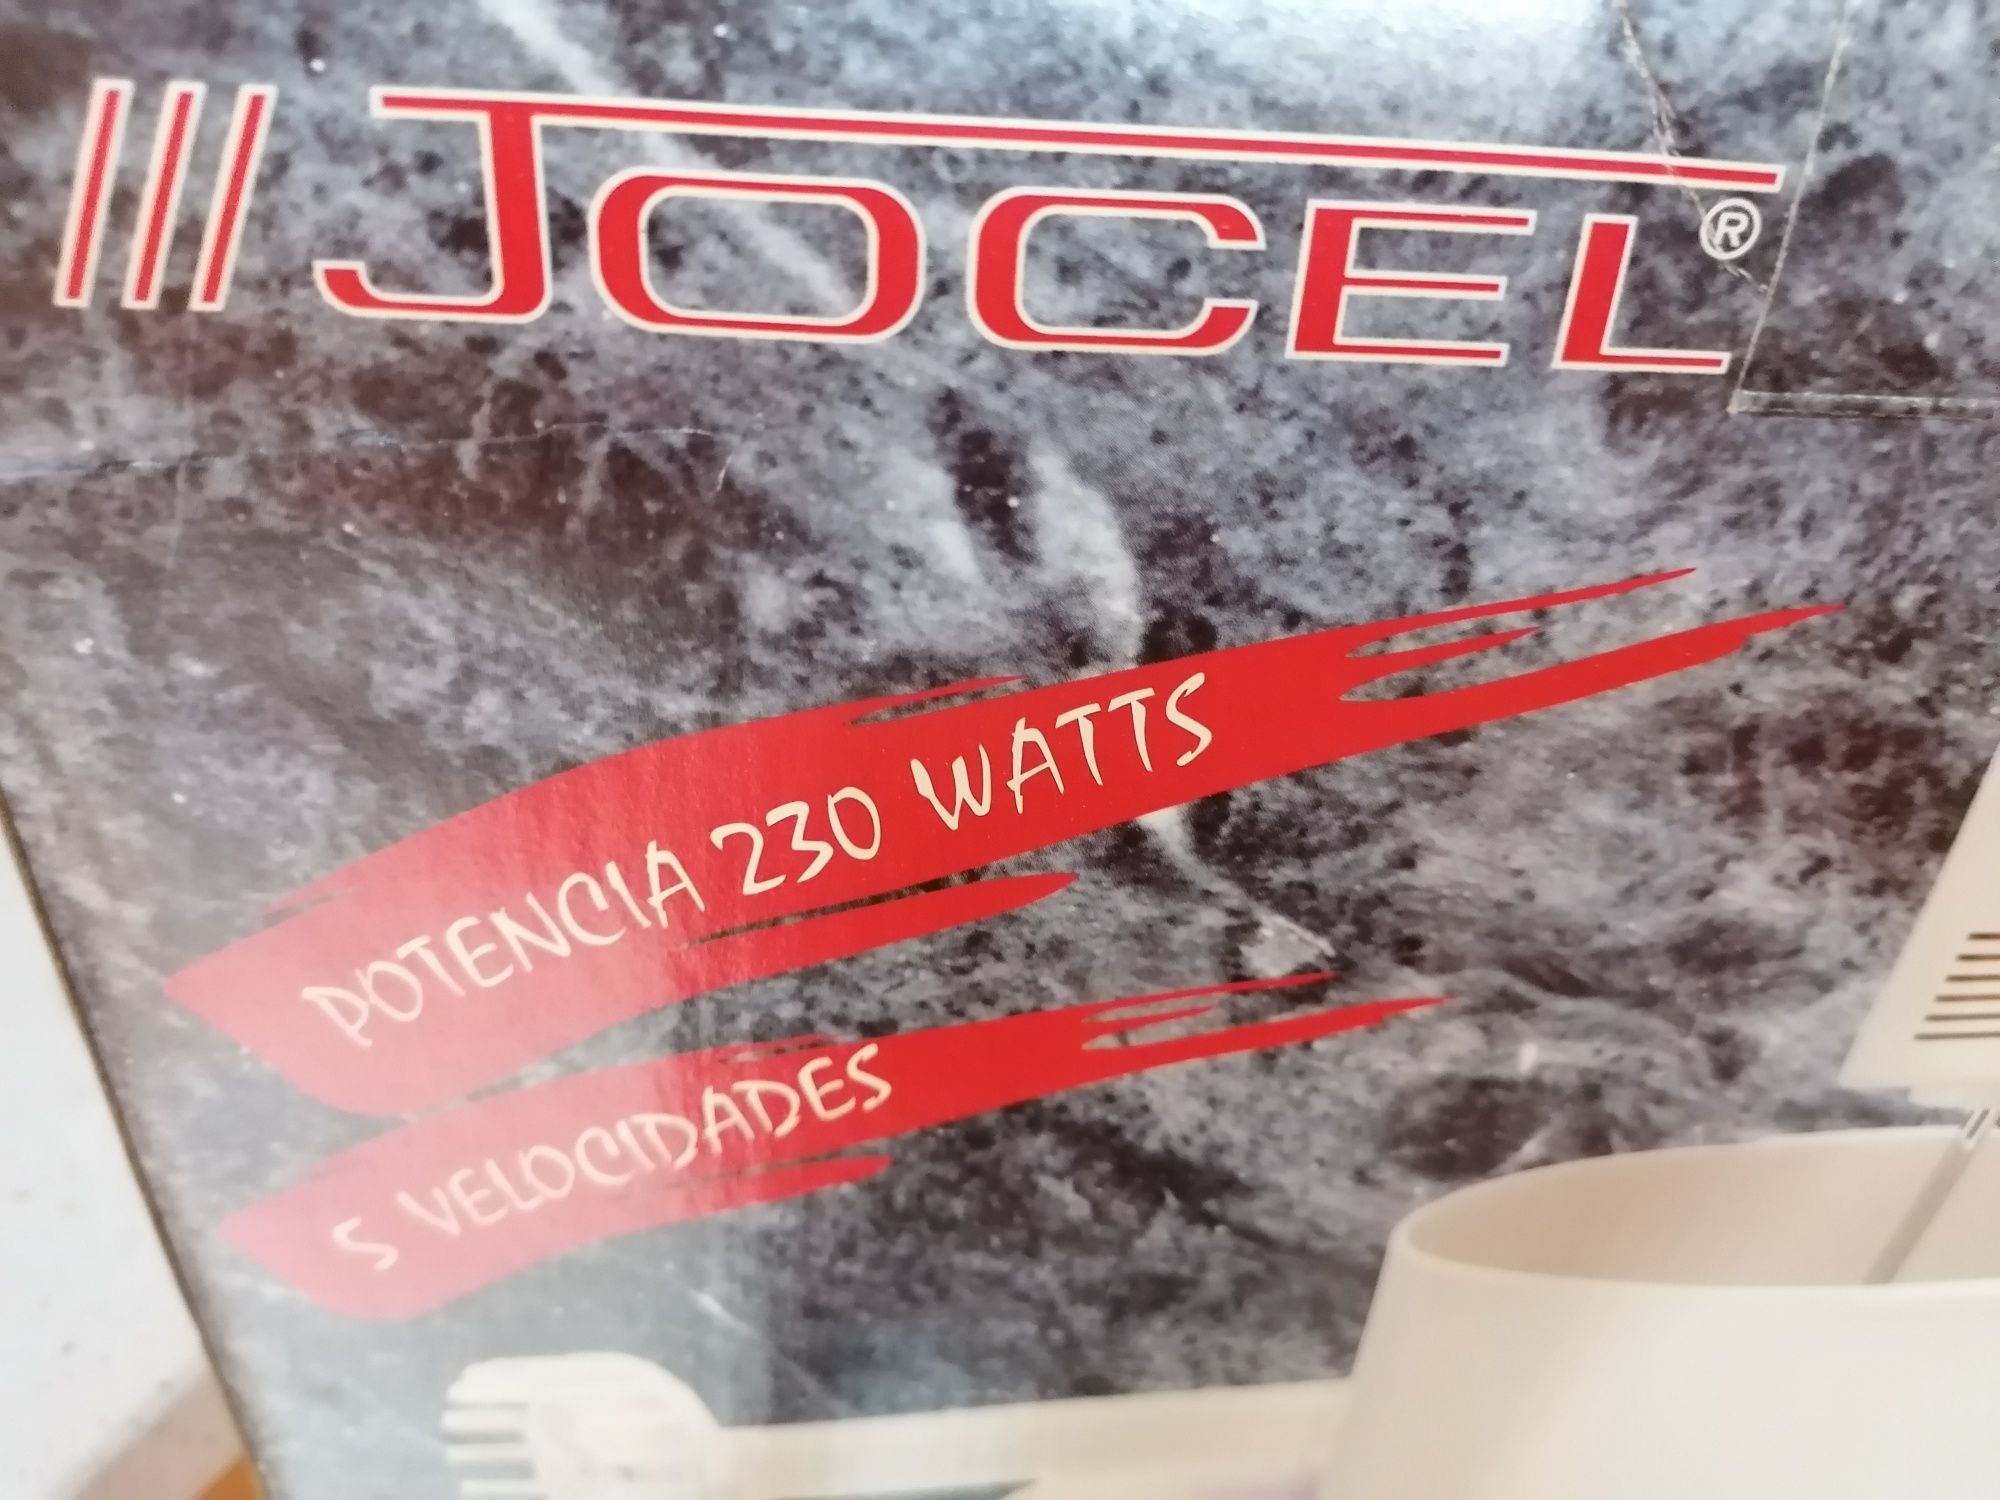 JOCEL®
POTENCIA 230 WATTS
5 VELOCIDADES